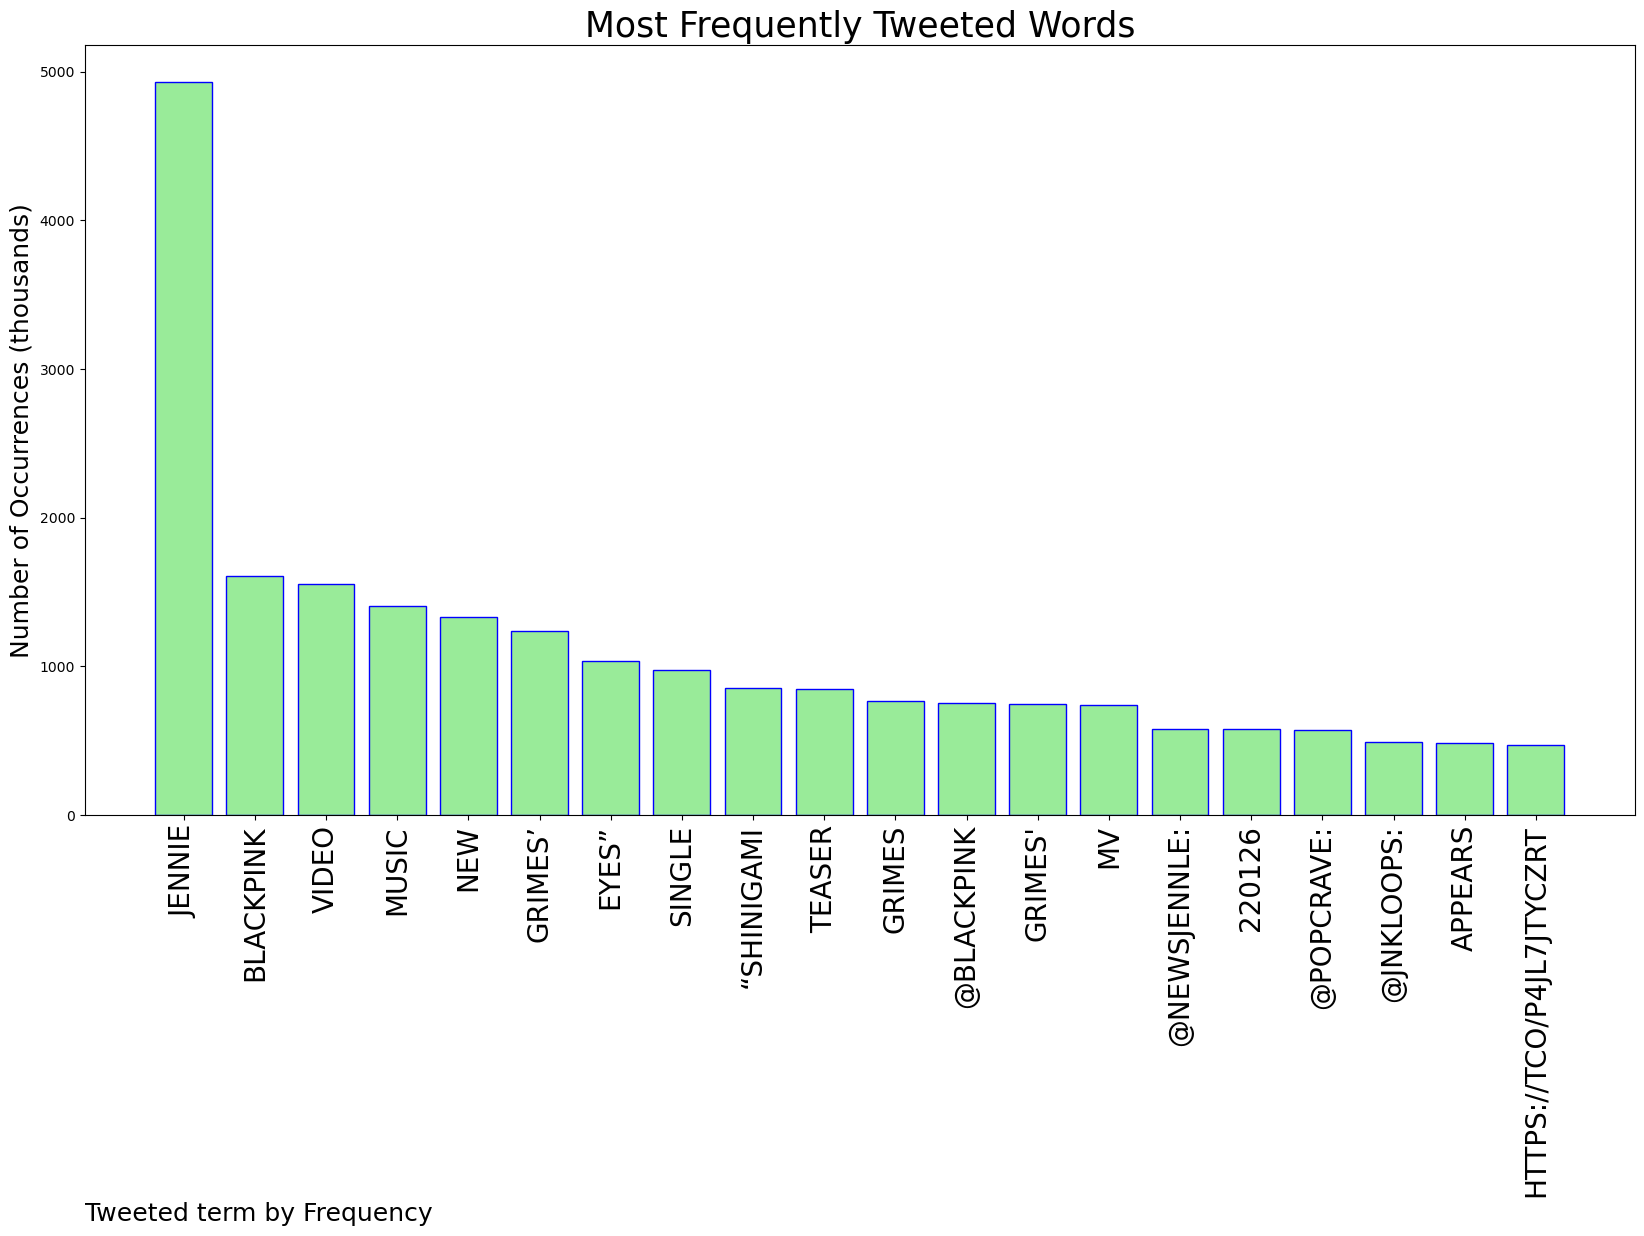 Most Frequently Tweeted Words
Number of Occurrences (thousands)
5000
4000
3000
2000
1000
0
JENNIE
BLACKPINK
VIDEO
MUSIC
NEW
GRIMES’
EYES”
SINGLE
“SHINIGAMI
TEASER
GRIMES
@BLACKPINK
GRIMES'
MV
@NEWSJENNLE:
220126
@POPCRAVE:
@JNKLOOPS:
APPEARS
HTTPS://TCO/P4JL7JTYCZRT
Tweeted term by Frequency